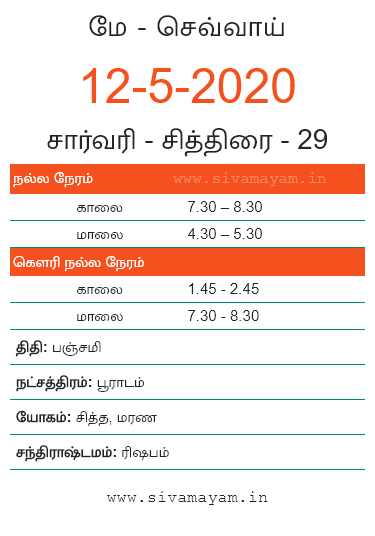 மே - செவ்வாய்
12-5-2020
சார்வரி - சித்திரை - 29
நல்ல நேரம் www.sivamayam.in
காலை 7.30 – 8.30
மாலை 4.30 – 5.30
கௌரி நல்ல நேரம்
காலை 1.45 - 2.45
மாலை 7.30 - 8.30
திதி: பஞ்சமி
நட்சத்திரம்: பூராடம்
யோகம்: சித்த, மரண
சந்திராஷ்டமம்: ரிஷபம்
www.sivamayam.in